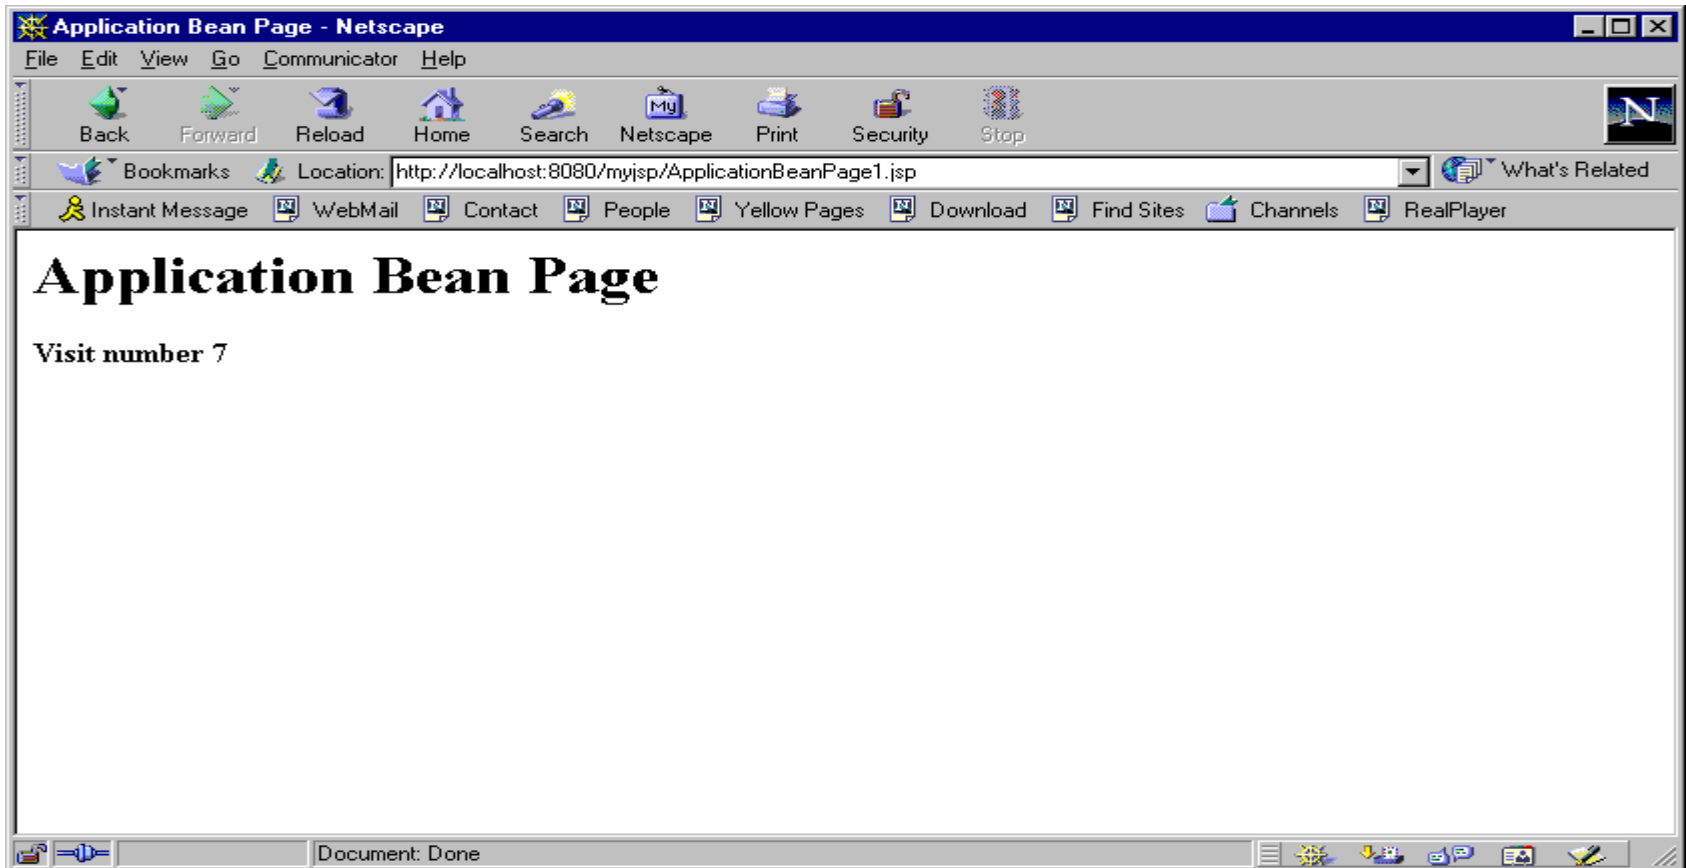 Application Bean Page - Netscape
File Edit View Go Communicator Help
Back Forward Reload Home Search Netscape Print Security Stop
My
N
Bookmarks Location: http://localhost:8080/myjsp/ApplicationBeanPage1.jsp What's Related
Instant Message WebMail Contact People Yellow Pages Download Find Sites Channels RealPlayer
Application Bean Page
Visit number 7
Document: Done